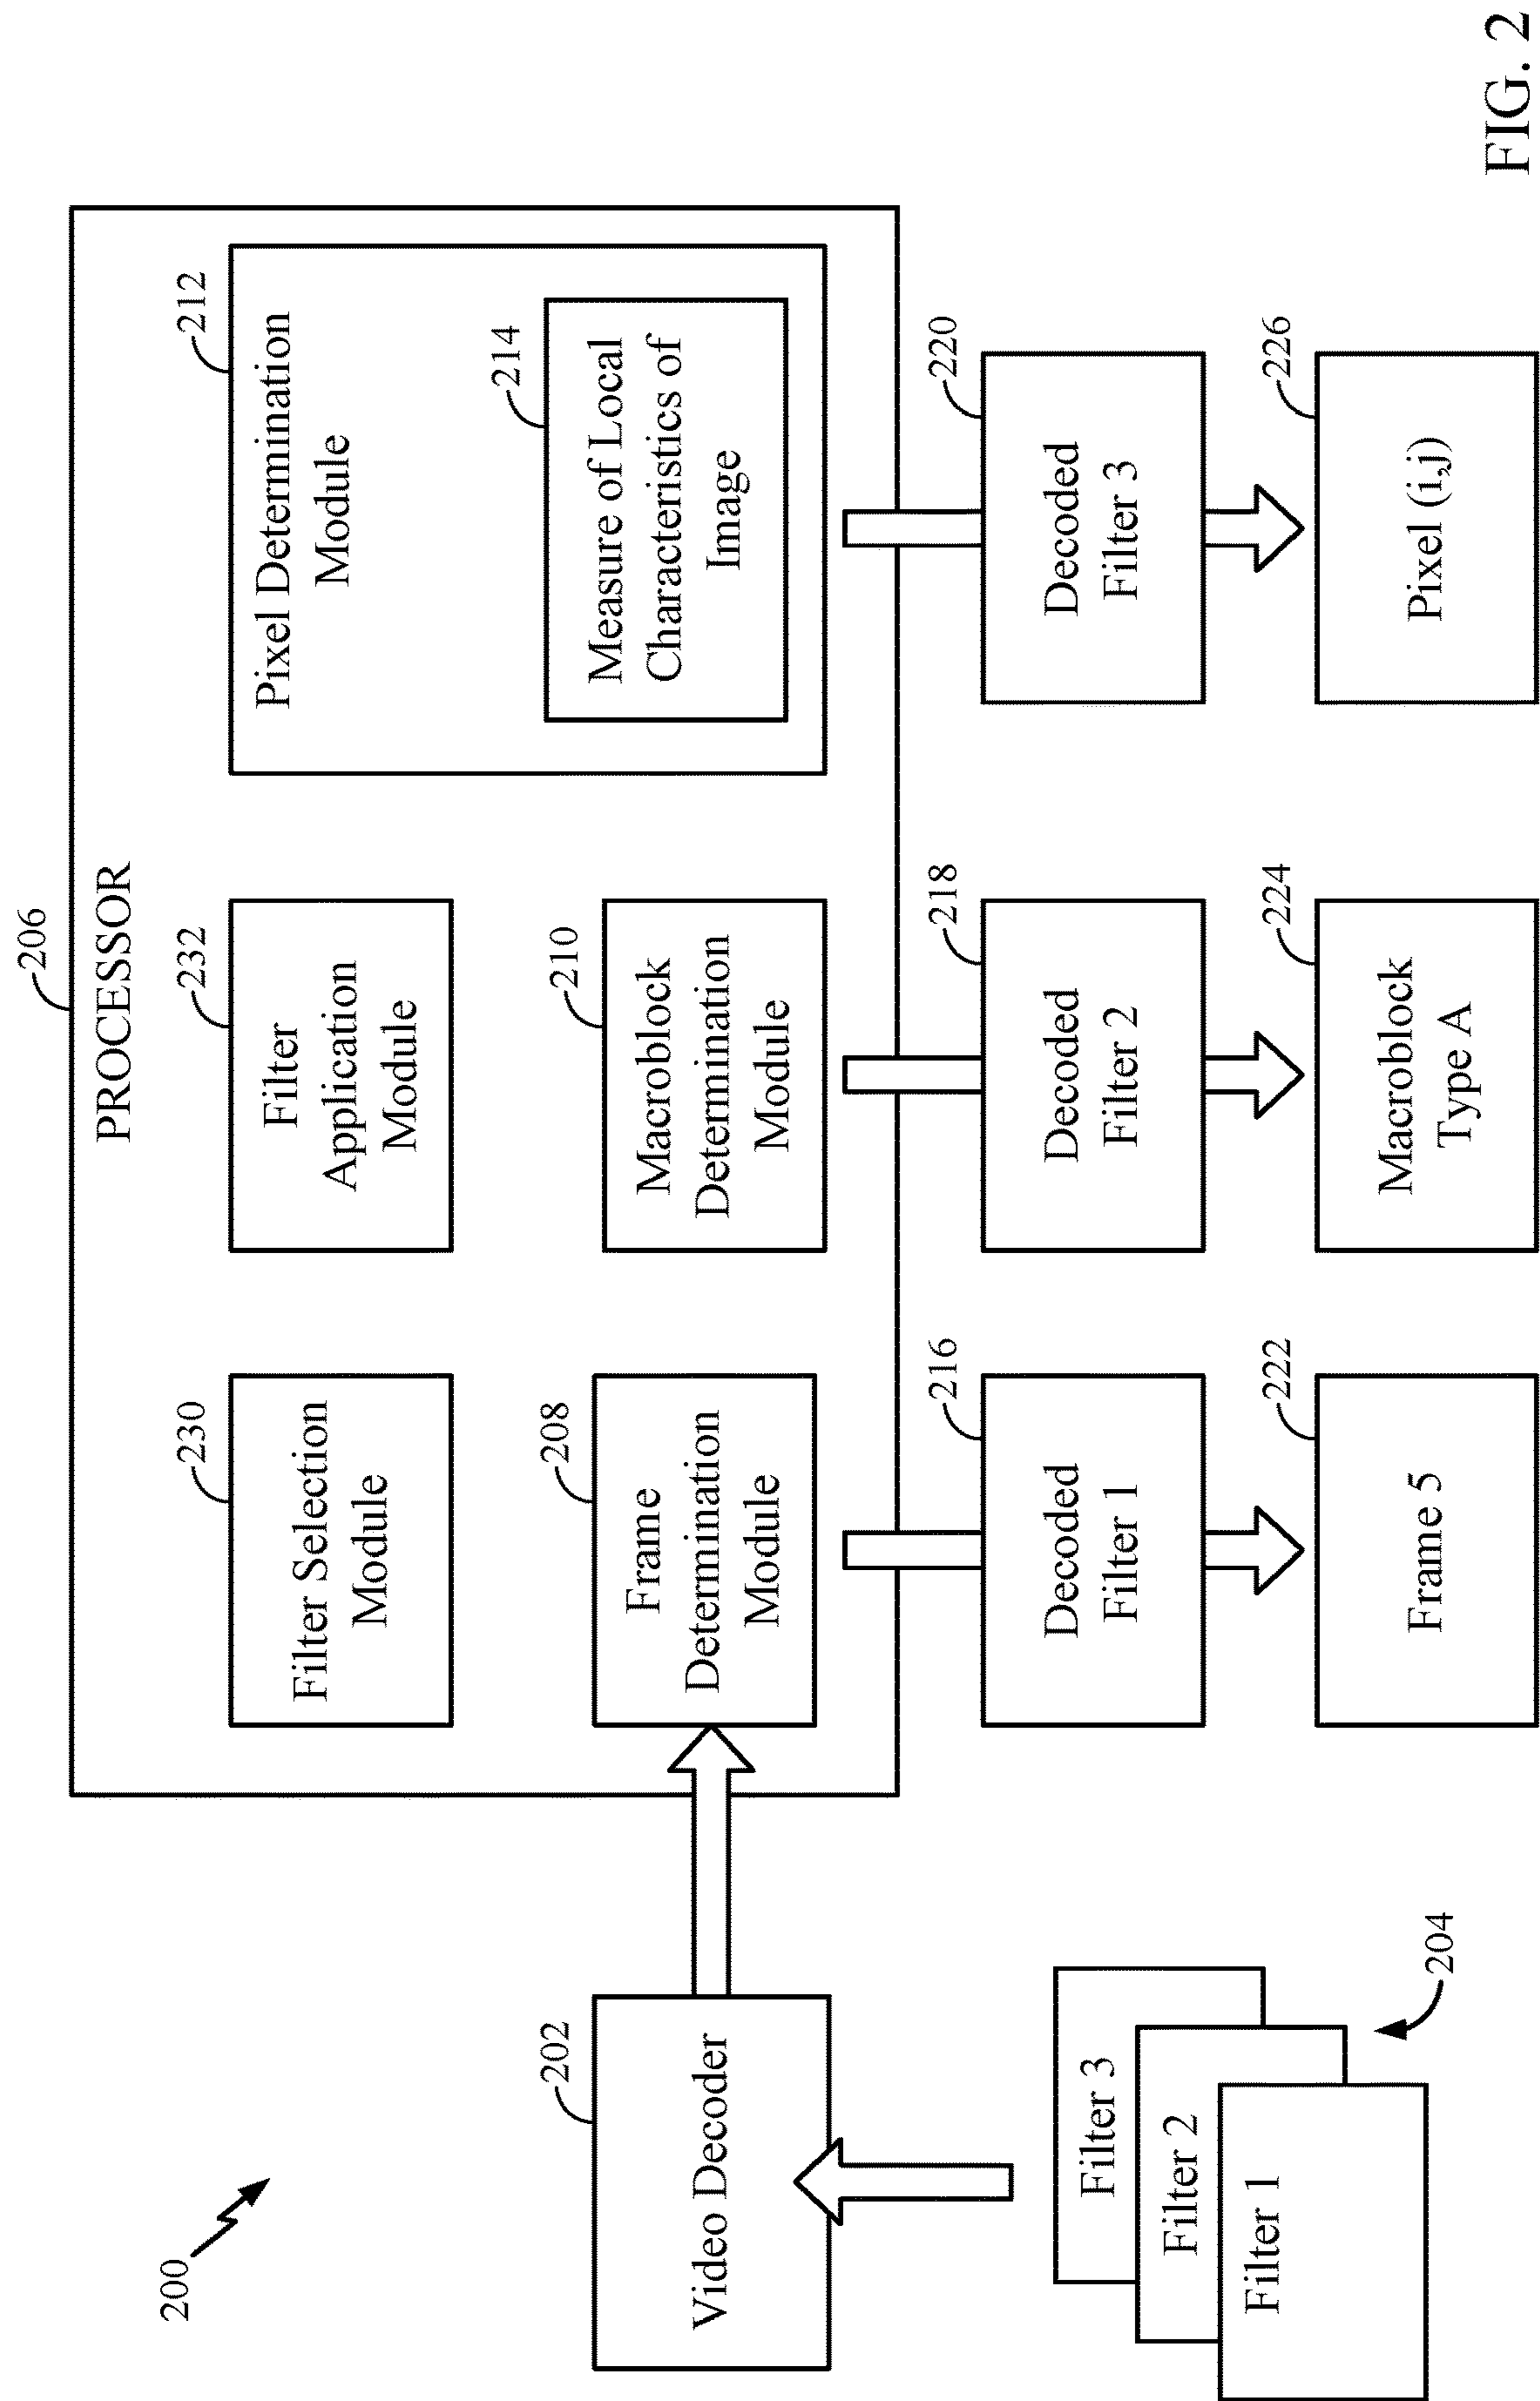 200
206
PROCESSOR
230
Filter Selection
Module
232
Filter
Application
Module
212
Pixel Determination
Module
202
Video Decoder
208
Frame
Determination
Module
210
Macroblock
Determination
Module
214
Measure of Local
Characteristics of
Image
Filter 3
Filter 2
Filter 1
204
216
Decoded
Filter 1
218
Decoded
Filter 2
220
Decoded
Filter 3
222
Frame 5
224
Macroblock
Type A
226
Pixel (i,j)
FIG. 2